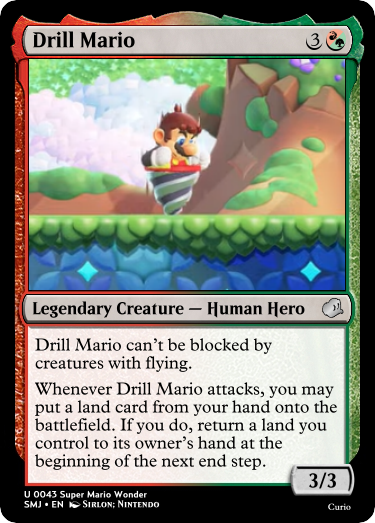 Drill Mario 3
Legendary Creature — Human Hero
Drill Mario can't be blocked by
creatures with flying.
Whenever Drill Mario attacks, you may
put a land card from your hand onto the
battlefield. If you do, return a land you
control to its owner's hand at the
beginning of the next end step.
3/3
U 0043 Super Mario Wonder
SMJ • EN Sirlon; Nintendo
Curio